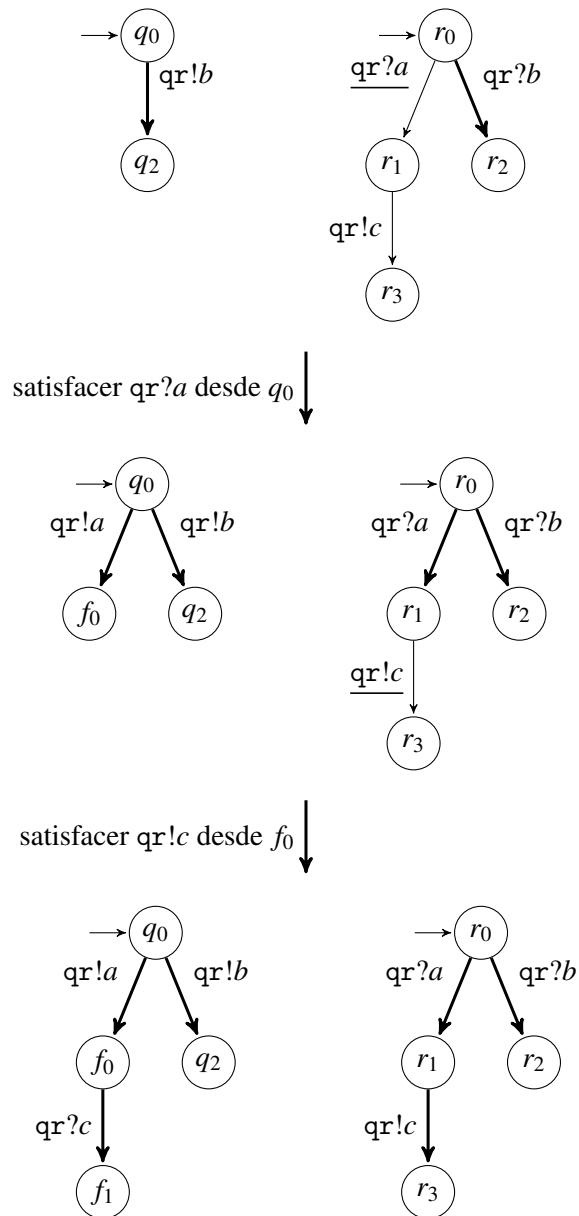 q0 r0
qr!b qr?a qr?b
q2 r1 r2
qr!c
r3
satisfacer qr?a desde q0
q0 r0
qr!a qr!b qr?a qr?b
f0 q2 r1 r2
qr!c
r3
satisfacer qr!c desde f0
q0 r0
qr!a qr!b qr?a qr?b
f0 q2 r1 r2
qr?c qr!c
f1 r3